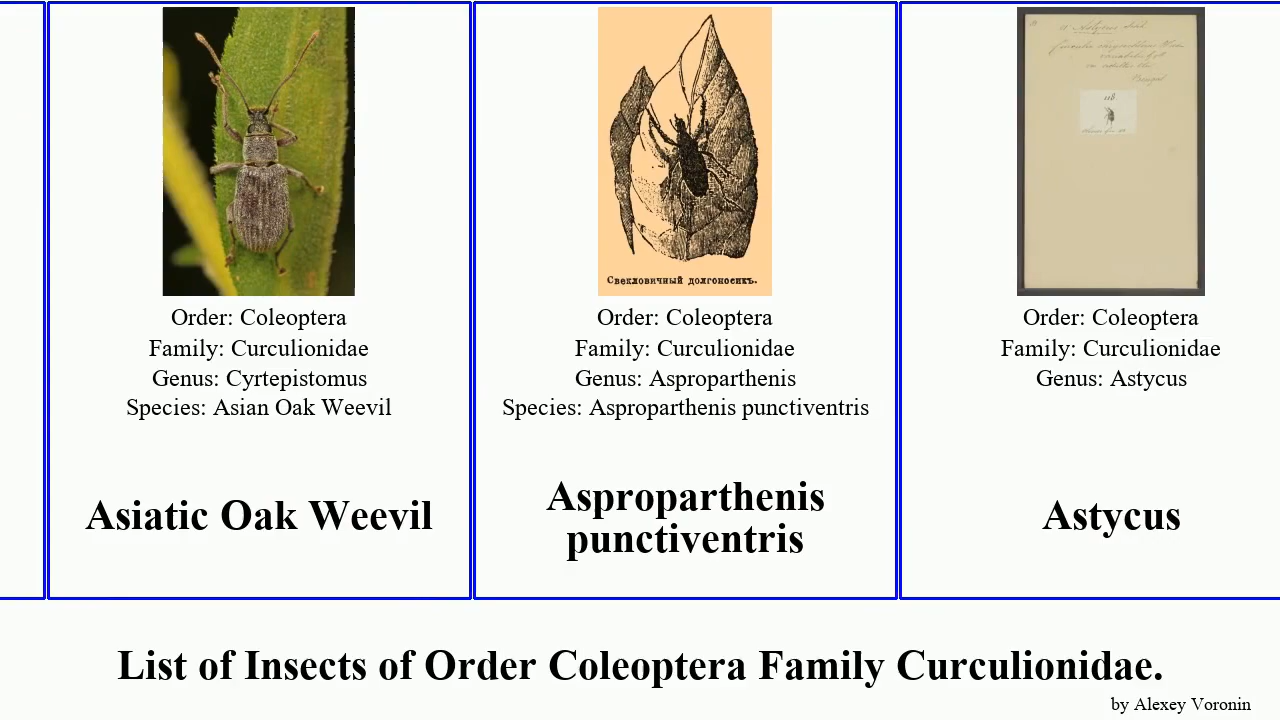 118.
Свекловичный долгоносикъ.
Order: Coleoptera
Family: Curculionidae
Genus: Cyrtepistomus
Species: Asian Oak Weevil
Asiatic Oak Weevil
Order: Coleoptera
Family: Curculionidae
Genus: Asproparthenis
Species: Asproparthenis punctiventris
Asproparthenis
punctiventris
Order: Coleoptera
Family: Curculionidae
Genus: Astycus
Astycus
List of Insects of Order Coleoptera Family Curculionidae.
by Alexey Voronin